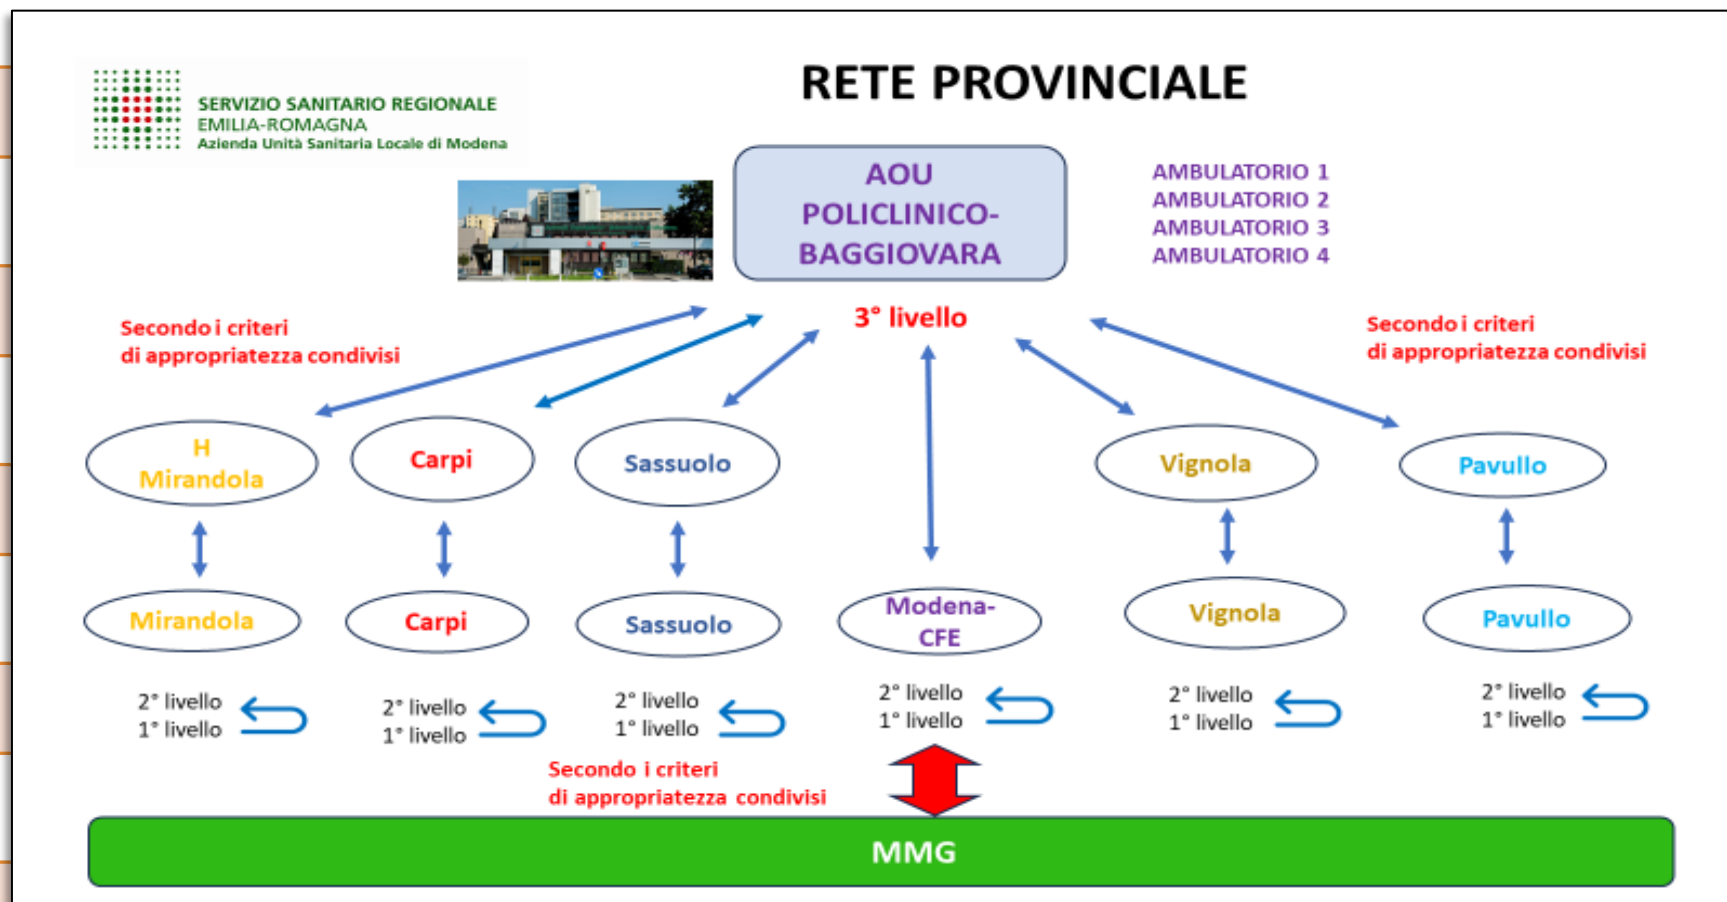 RETE PROVINCIALE
SERVIZIO SANITARIO REGIONALE
EMILIA-ROMAGNA
Azienda Unità Sanitaria Locale di Modena
AOU
POLICLINICO-
BAGGIOVARA
AMBULATORIO 1
AMBULATORIO 2
AMBULATORIO 3
AMBULATORIO 4
3° livello
Secondo i criteri
di appropriatezza condivisi
Secondo i criteri
di appropriatezza condivisi
H
Mirandola
Carpi
Sassuolo
Vignola
Pavullo
Mirandola
Carpi
Sassuolo
Modena-
CFE
Vignola
Pavullo
2° livello
1° livello
2° livello
1° livello
2° livello
1° livello
2° livello
1° livello
2° livello
1° livello
2° livello
1° livello
Secondo i criteri
di appropriatezza condivisi
MMG